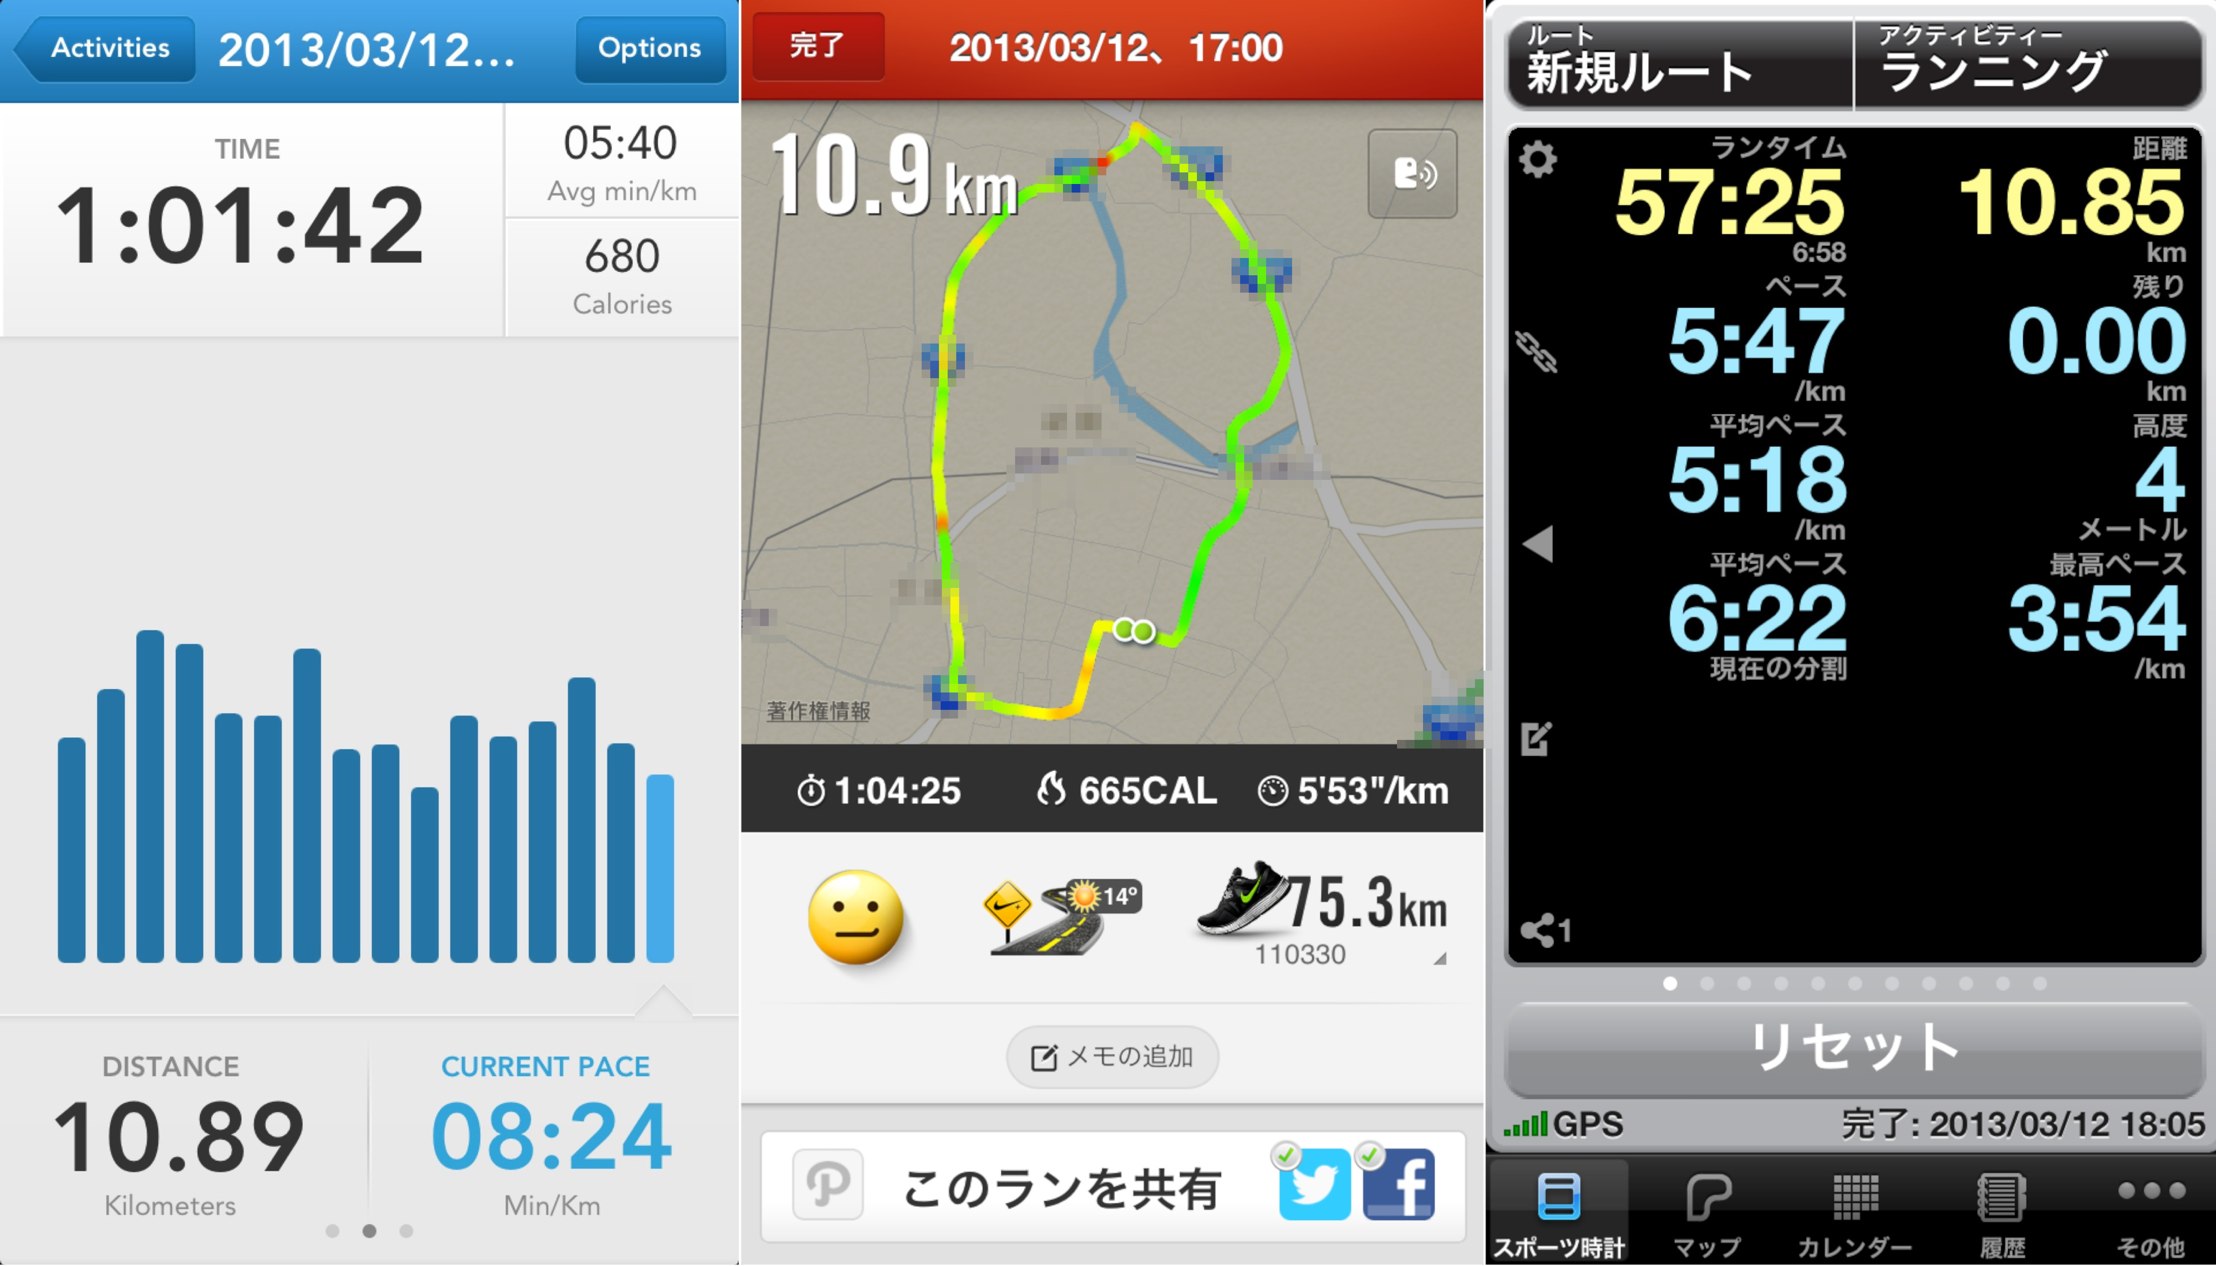 Activities
2013/03/12...
Options
TIME
1:01:42
05:40
Avg min/km
680
Calories
DISTANCE
10.89
Kilometers
CURRENT PACE
08:24
Min/Km
完了
2013/03/12、17:00
10.9km
著作権情報
1:04:25
665CAL
5'53"/km
14°
75.3km
110330
メモの追加
このランを共有
ルート
新規ルート
アクティビティー
ランニング
ランタイム
57:25
6:58
距離
10.85
km
ペース
5:47
/km
残り
0.00
km
平均ペース
5:18
/km
高度
4
メートル
平均ペース
6:22
現在の分割
最高ペース
3:54
/km
1
リセット
GPS
完了: 2013/03/12 18:05
スポーツ時計
マップ
カレンダー
履歴
その他